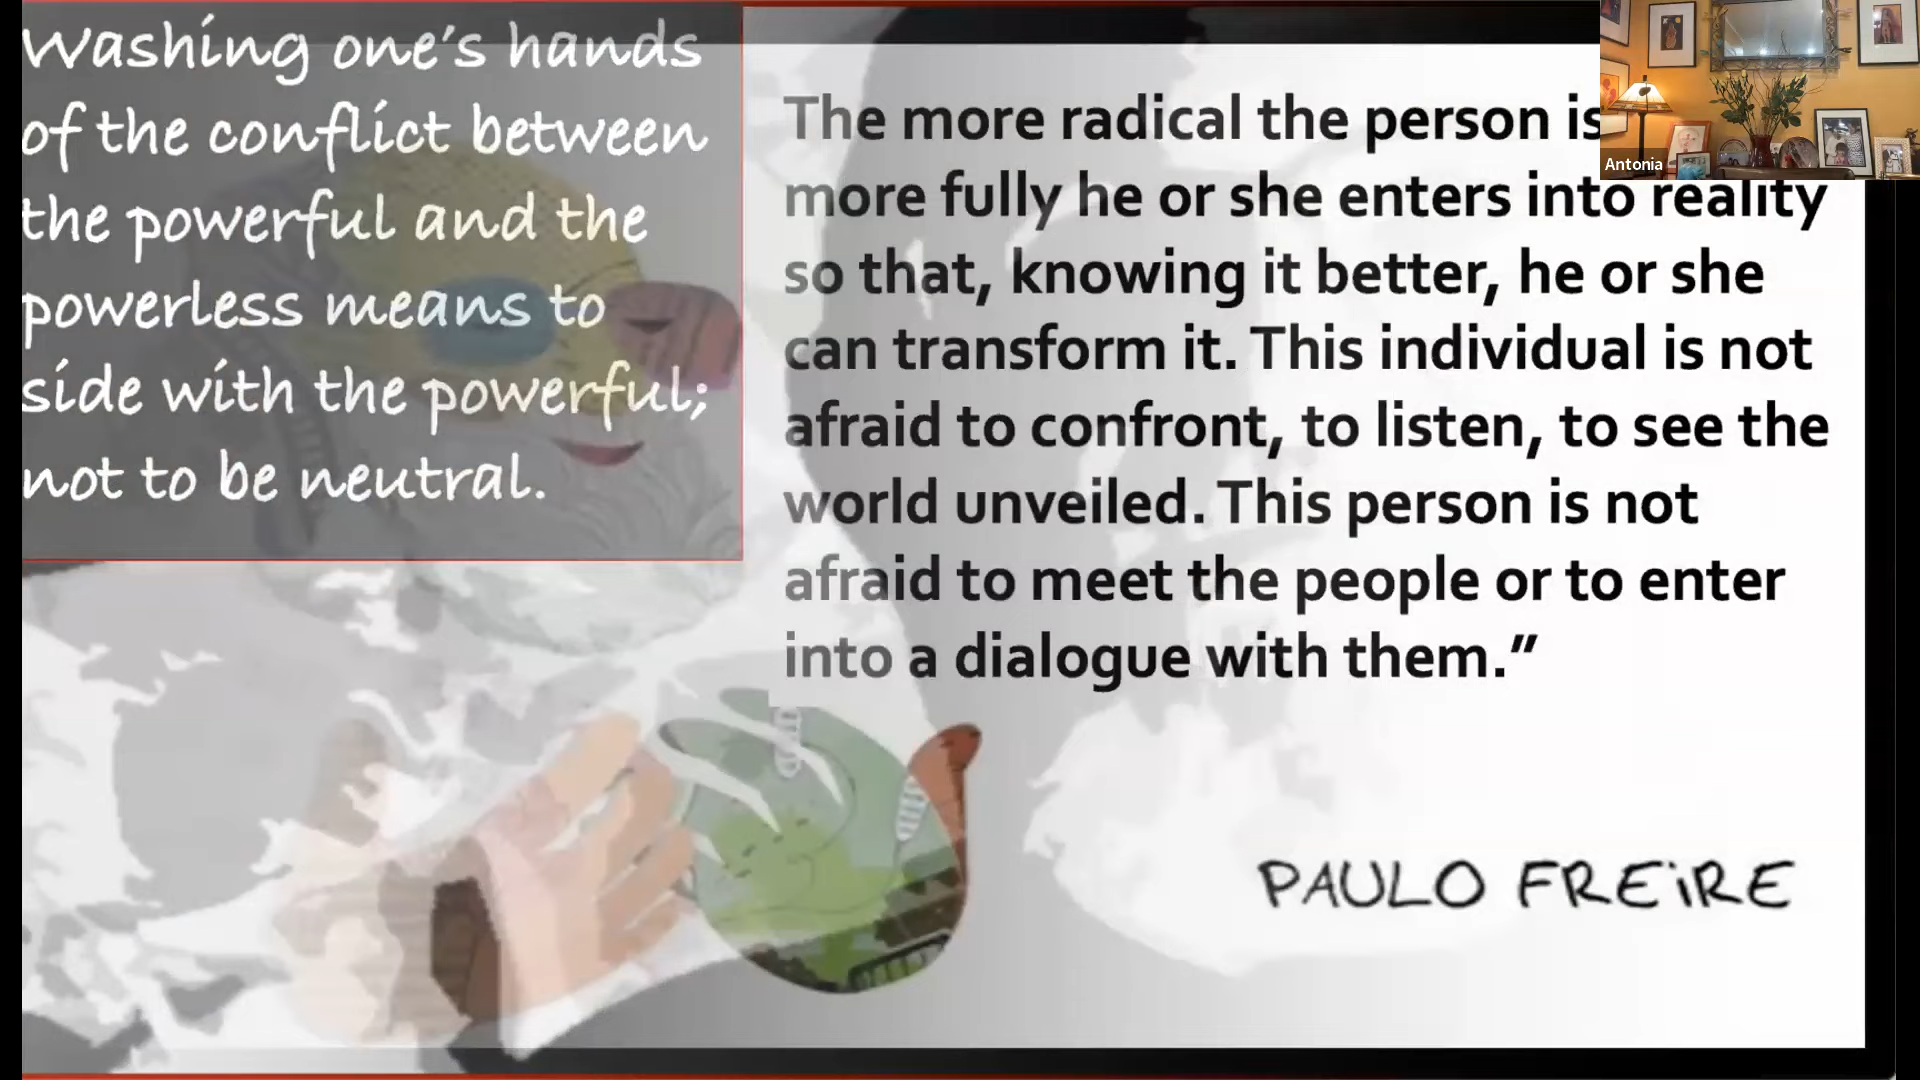 Washing one's hands
of the conflict between
the powerful and the
powerless means to
side with the powerful;
not to be neutral.
The more radical the person is
more fully he or she enters into reality
so that, knowing it better, he or she
can transform it. This individual is not
afraid to confront, to listen, to see the
world unveiled. This person is not
afraid to meet the people or to enter
into a dialogue with them.”
PAULO FREiRE
Antonia